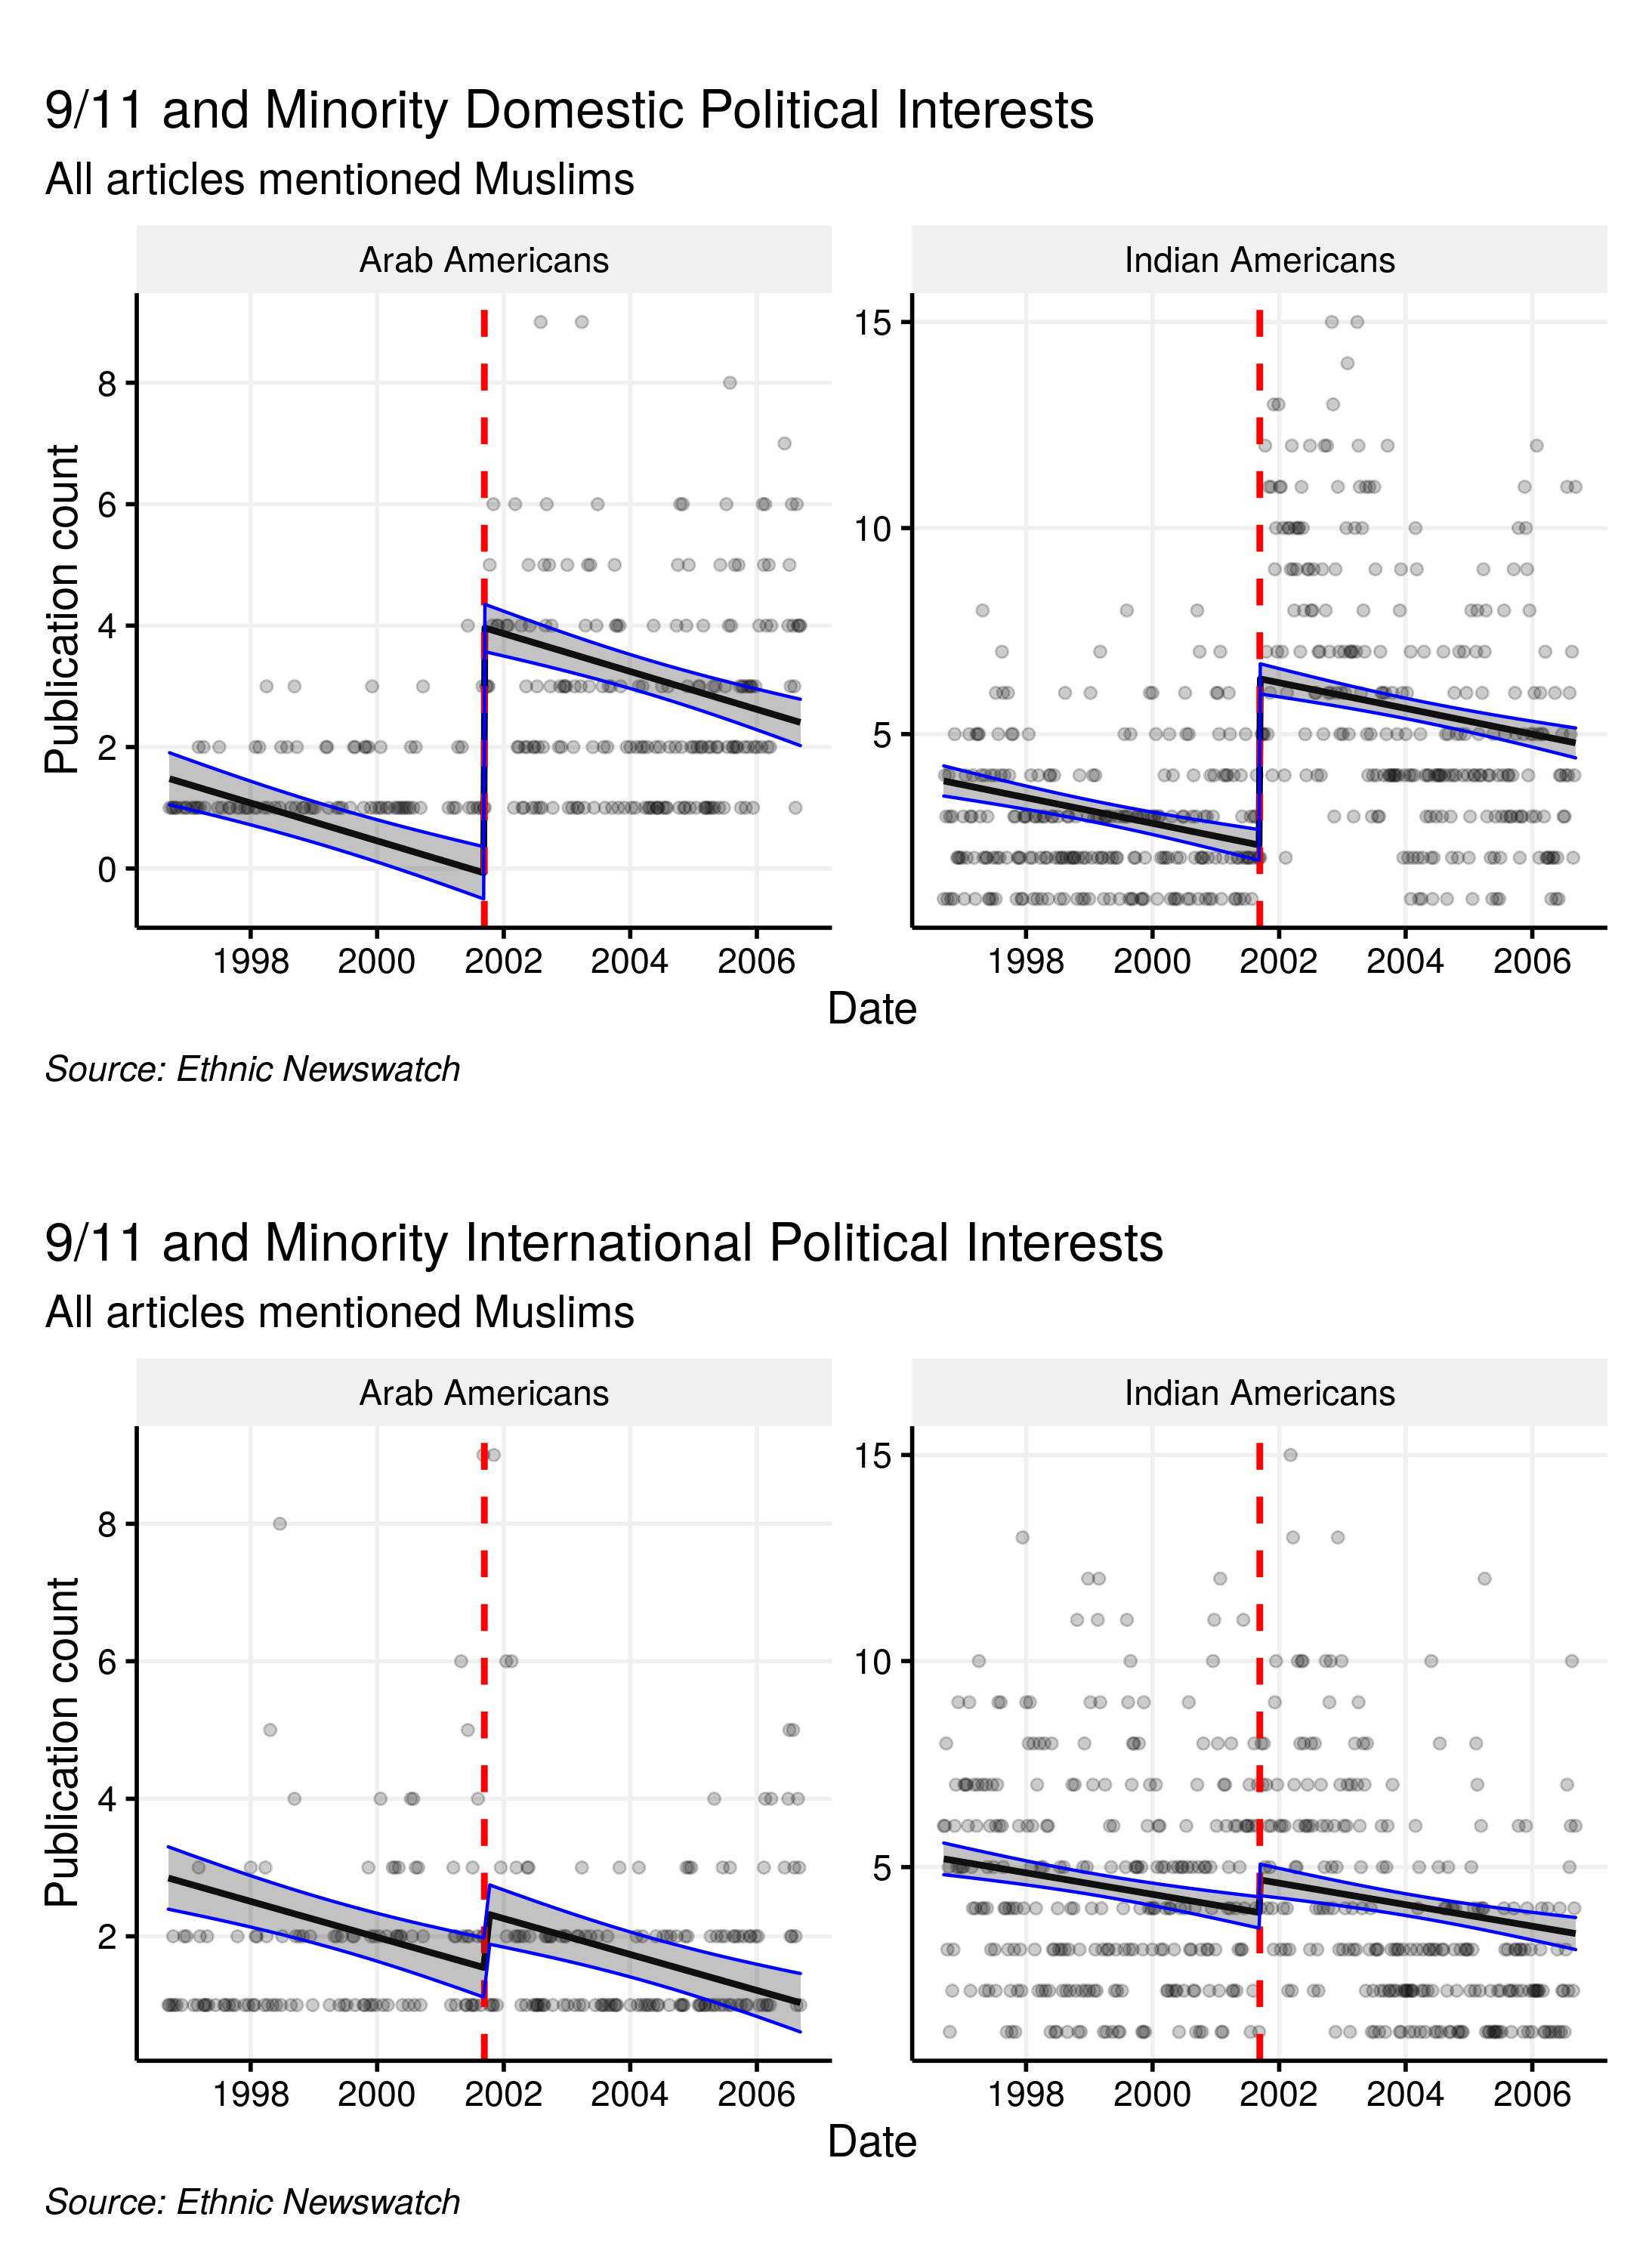 9/11 and Minority Domestic Political Interests
All articles mentioned Muslims
Arab Americans
Indian Americans
Publication count
8
6
4
2
0
15
10
5
1998 2000 2002 2004 2006
1998 2000 2002 2004 2006
Date
Source: Ethnic Newswatch
9/11 and Minority International Political Interests
All articles mentioned Muslims
Arab Americans
Indian Americans
Publication count
8
6
4
2
15
10
5
1998 2000 2002 2004 2006
1998 2000 2002 2004 2006
Date
Source: Ethnic Newswatch